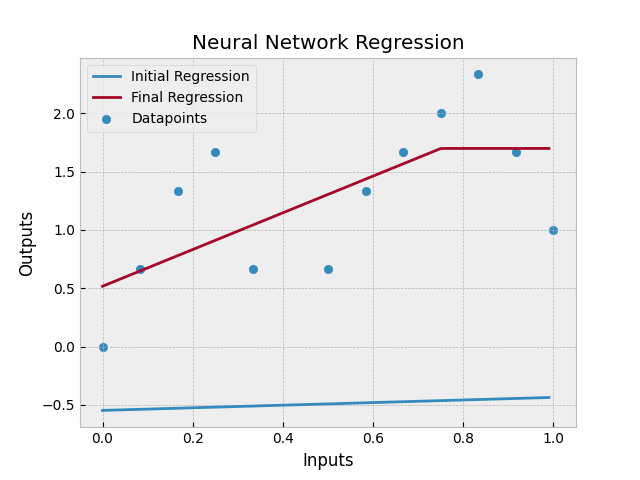 Neural Network Regression
Initial Regression
Final Regression
Datapoints
2.0
1.5
1.0
0.5
0.0
−0.5
Outputs
0.0 0.2 0.4 0.6 0.8 1.0
Inputs